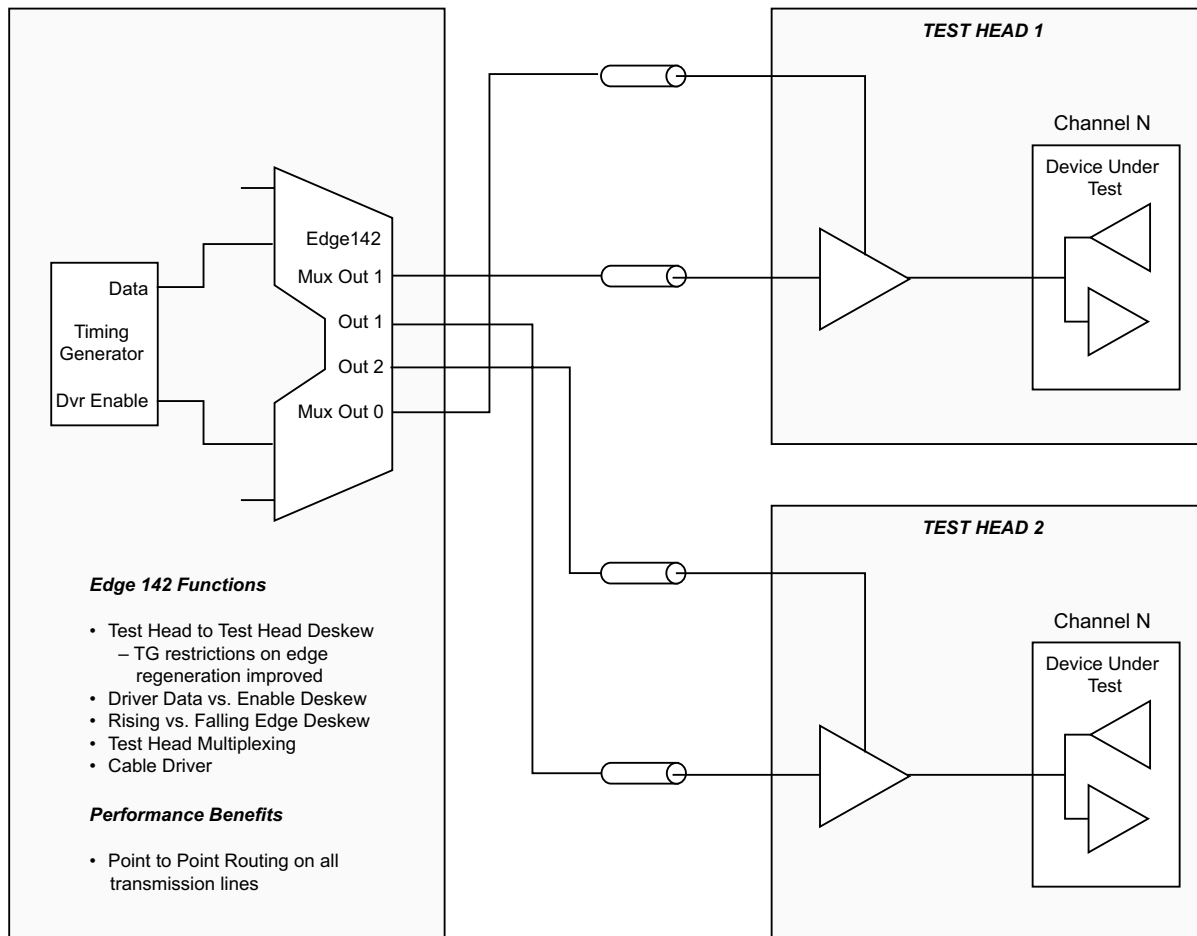 Data
Timing
Generator
Dvr Enable
Edge142
Mux Out 1
Out 1
Out 2
Mux Out 0
Edge 142 Functions
• Test Head to Test Head Deskew
– TG restrictions on edge
regeneration improved
• Driver Data vs. Enable Deskew
• Rising vs. Falling Edge Deskew
• Test Head Multiplexing
• Cable Driver
Performance Benefits
• Point to Point Routing on all
transmission lines
TEST HEAD 1
Channel N
Device Under
Test
TEST HEAD 2
Channel N
Device Under
Test